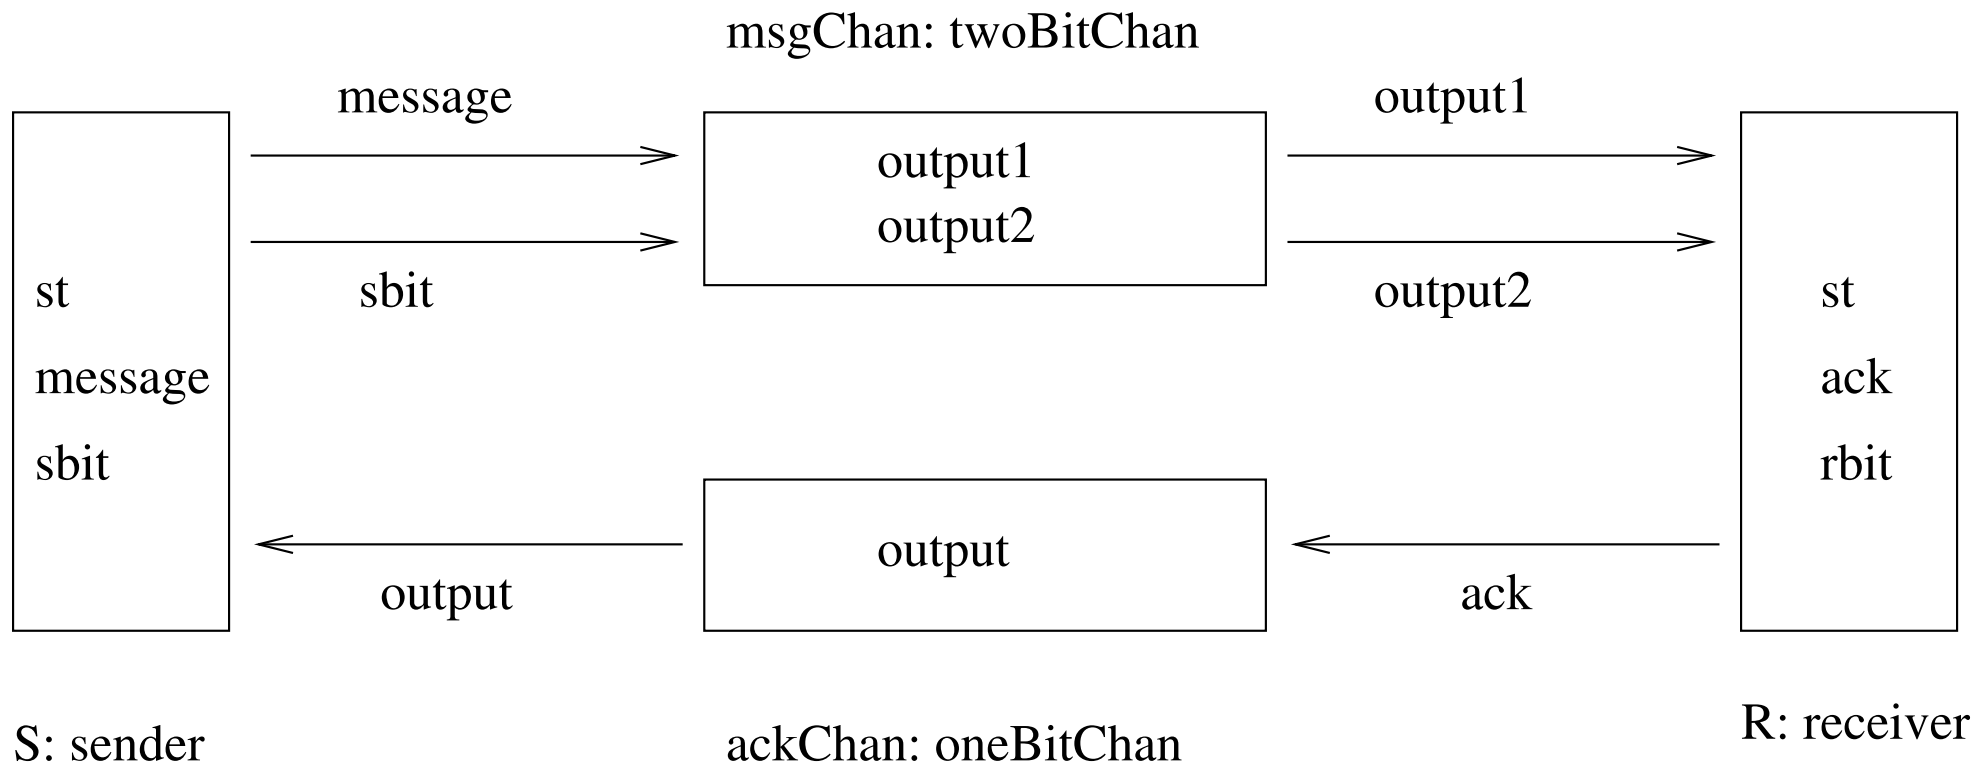 msgChan: twoBitChan
message
output1
output1
output2
sbit
output2
st
message
sbit
st
ack
rbit
output
output
ack
S: sender
ackChan: oneBitChan
R: receiver